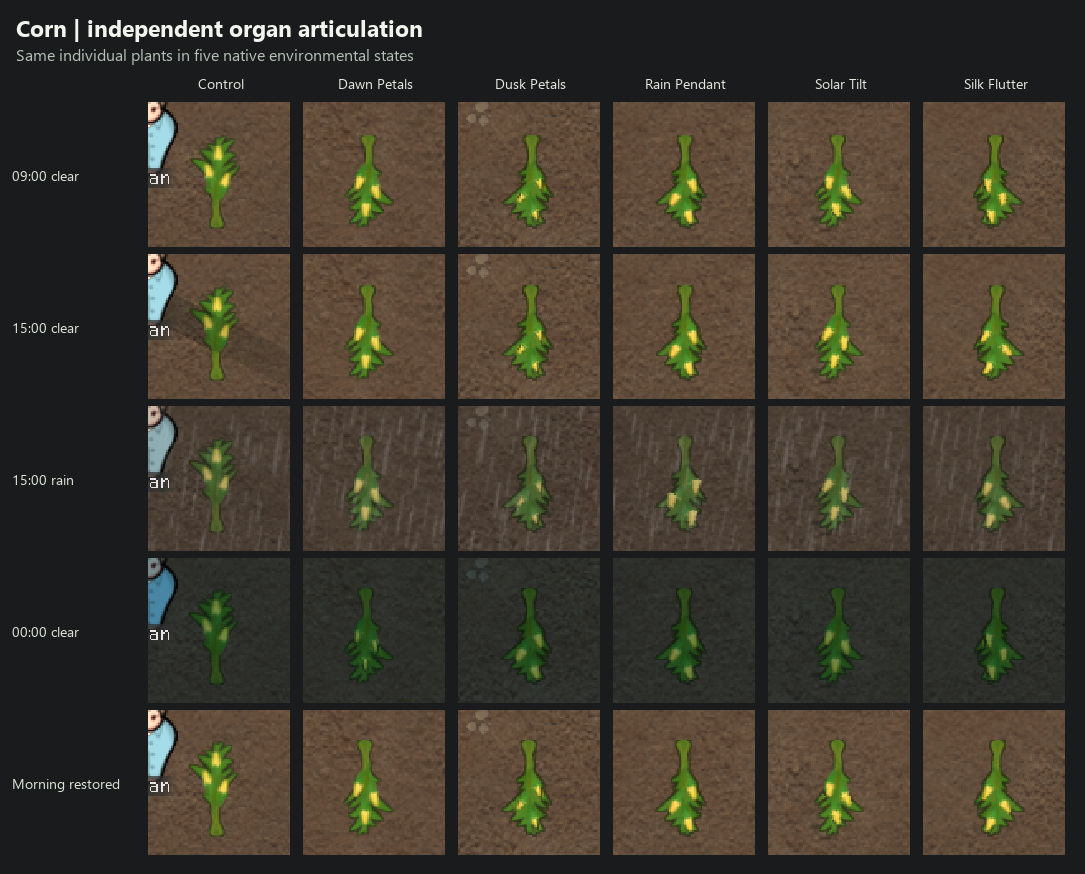 Corn | independent organ articulation
Same individual plants in five native environmental states
Control Dawn Petals Dusk Petals Rain Pendant Solar Tilt Silk Flutter
09:00 clear
an
15:00 clear
an
15:00 rain
an
00:00 clear
an
Morning restored
an